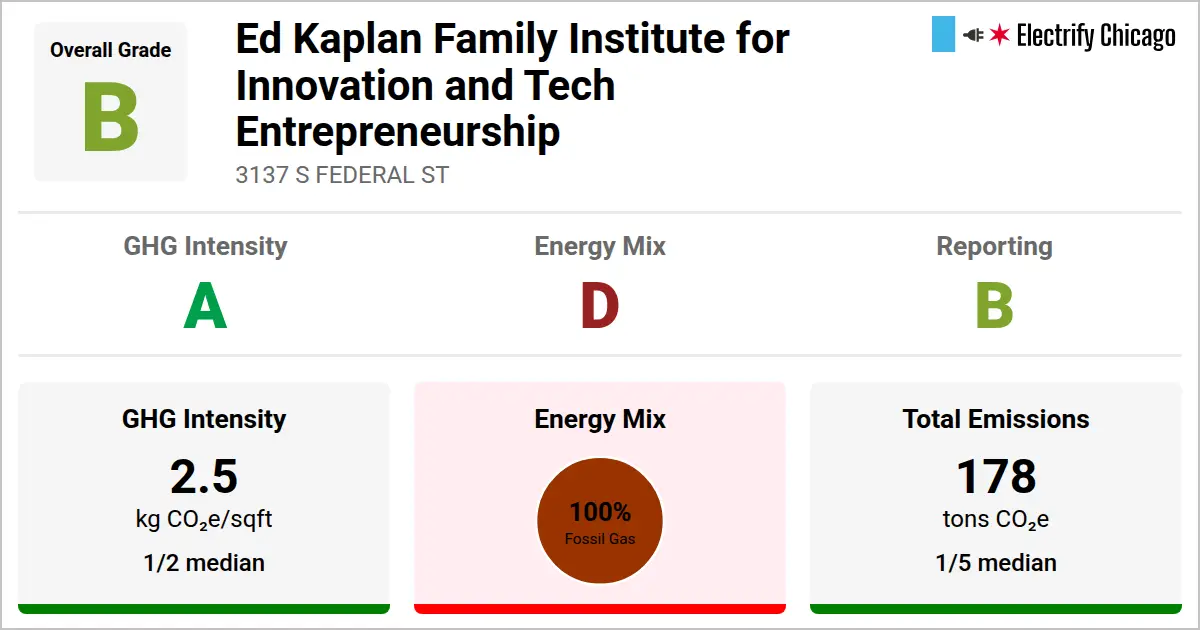 Overall Grade
B
Ed Kaplan Family Institute for
Innovation and Tech
Entrepreneurship
3137 S FEDERAL ST
Electrify Chicago
GHG Intensity
A
Energy Mix
D
Reporting
B
GHG Intensity
2.5
kg CO₂e/sqft
1/2 median
Energy Mix
100%
Fossil Gas
Total Emissions
178
tons CO₂e
1/5 median